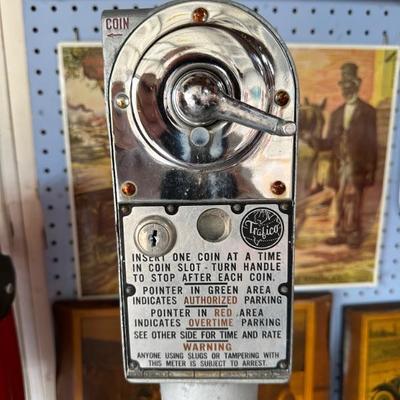 COIN
Trafico
INSERT ONE COIN AT A TIME
IN COIN SLOT - TURN HANDLE
TO STOP AFTER EACH COIN.
POINTER IN GREEN AREA
INDICATES AUTHORIZED PARKING
POINTER IN RED AREA
INDICATES OVERTIME PARKING
SEE OTHER SIDE FOR TIME AND RATE
WARNING
ANYONE USING SLUGS OR TAMPERING WITH
THIS METER IS SUBJECT TO ARREST.